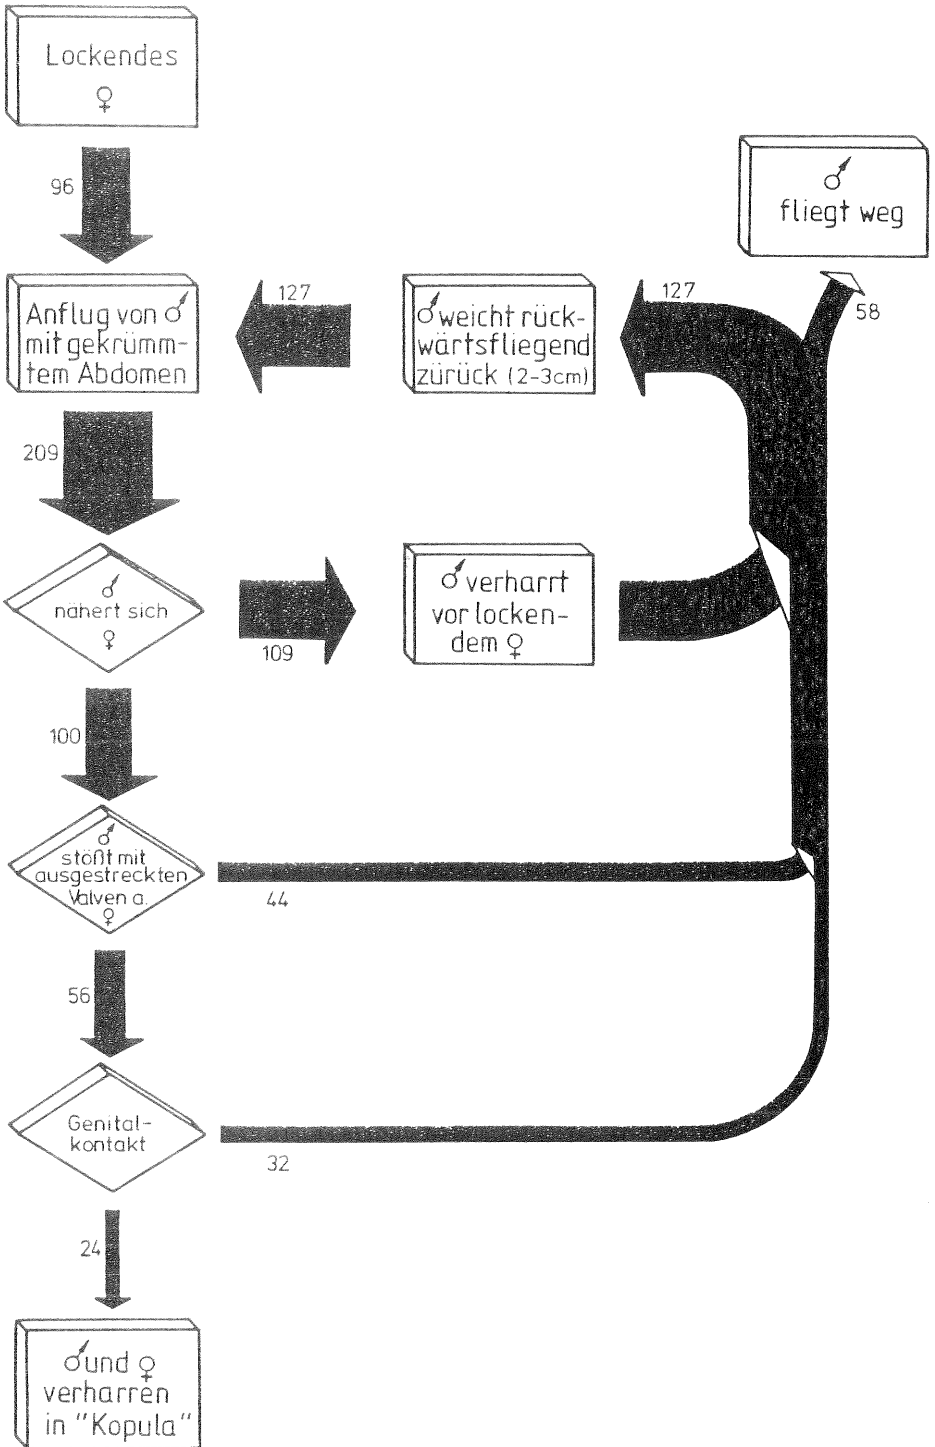 Lockendes
♀
96
♂
fliegt weg
58
Anflug von ♂
mit gekrümm-
tem Abdomen
127
♂ weicht rück-
wärtsfliegend
zürück (2-3cm)
127
209
♂
nähert sich
♀
109
♂ verharrt
vor locken-
dem ♀
100
♂
stößt mit
ausgestreckten
Valven a.
♀
44
56
Genital-
kontakt
32
24
♂ und ♀
verharren
in "Kopula"